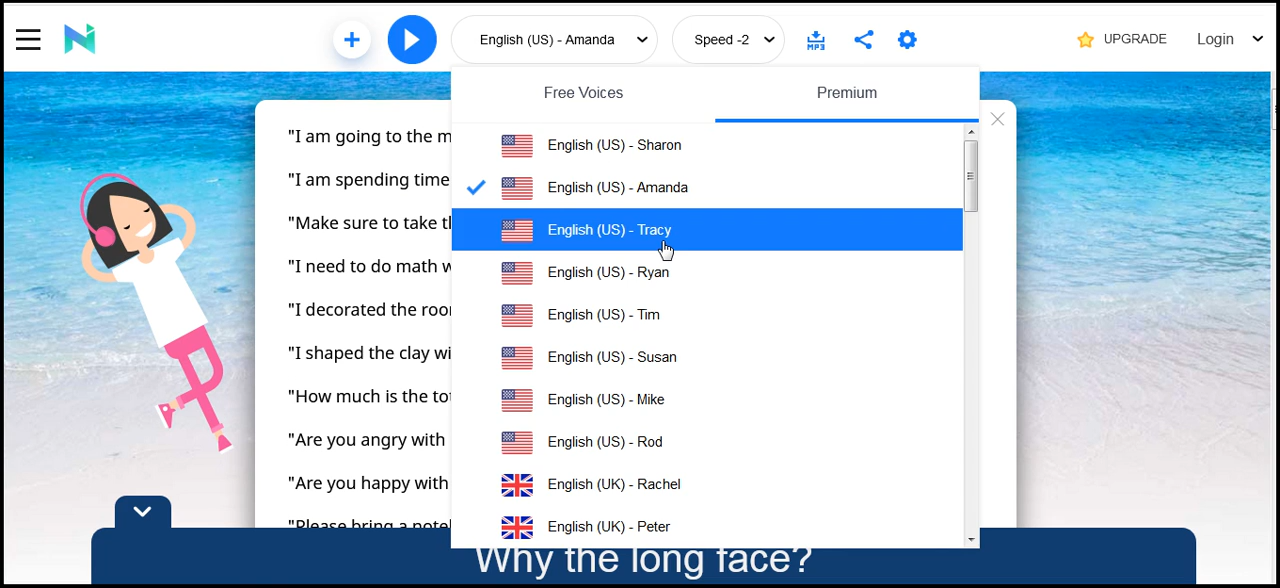 English (US) - Amanda
Speed -2
MP3
UPGRADE
Login
Free Voices
Premium
English (US) - Sharon
English (US) - Amanda
English (US) - Tracy
English (US) - Ryan
English (US) - Tim
English (US) - Susan
English (US) - Mike
English (US) - Rod
English (UK) - Rachel
English (UK) - Peter
"I am going to the m
"I am spending time
"Make sure to take
"I need to do math w
"I decorated the
"I shaped the clay wi
"How much is the
"Are you angry with
"Are you happy with
"Please bring a
Why the long face?